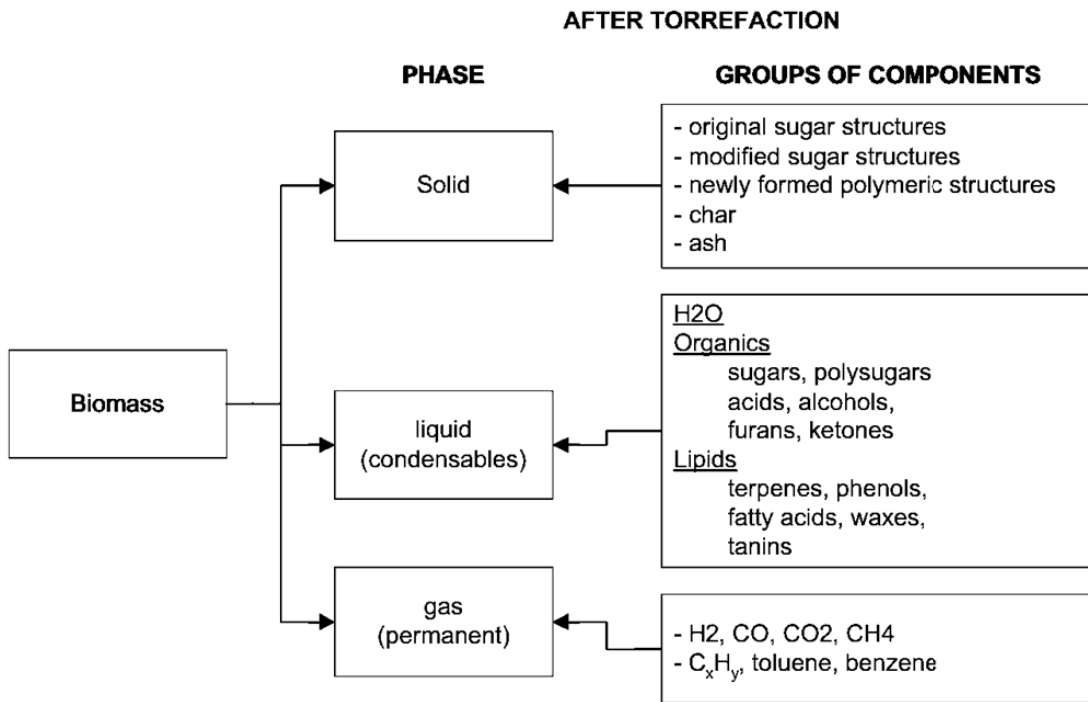 AFTER TORREFACTION
PHASE
GROUPS OF COMPONENTS
Solid
- original sugar structures
- modified sugar structures
- newly formed polymeric structures
- char
- ash
Biomass
liquid
(condensables)
H2O
Organics
sugars, polysugars
acids, alcohols,
furans, ketones
Lipids
terpenes, phenols,
fatty acids, waxes,
tanins
gas
(permanent)
- H2, CO, CO2, CH4
- CxHy, toluene, benzene